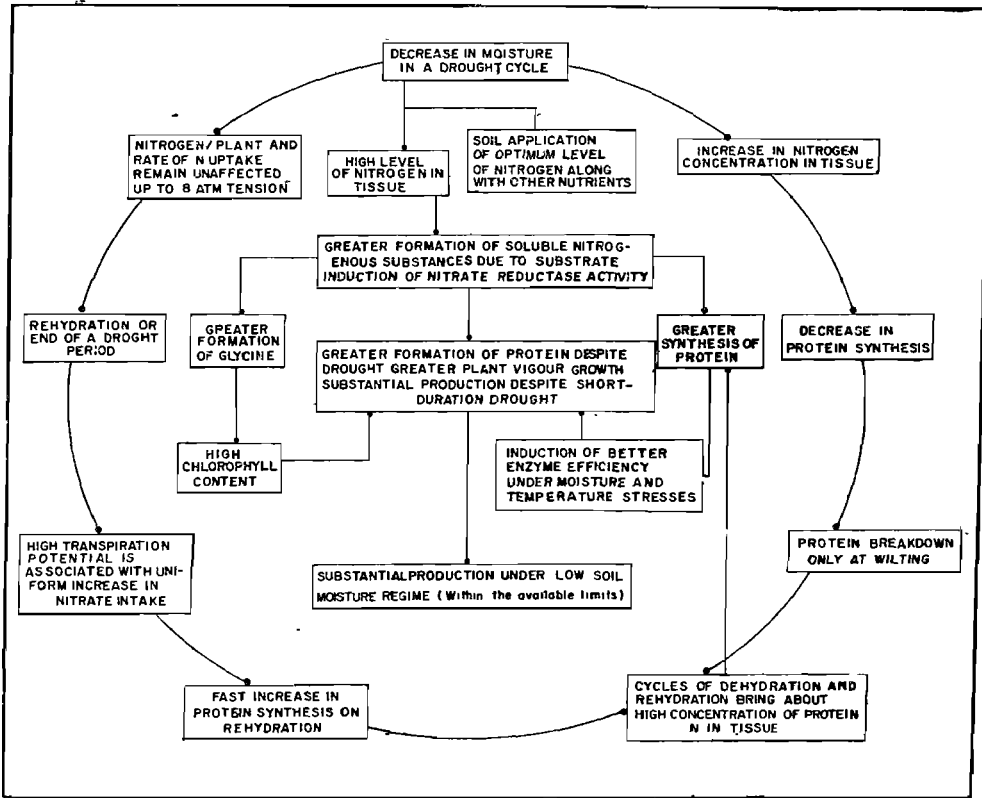 DECREASE IN MOISTURE
IN A DROUGHT CYCLE
NITROGEN/PLANT AND
RATE OF N UPTAKE
REMAIN UNAFFECTED
UP TO 8 ATM TENSION
HIGH LEVEL
OF NITROGEN IN
TISSUE
SOIL APPLICATION
OF OPTIMUM LEVEL
OF NITROGEN ALONG
WITH OTHER NUTRIENTS
INCREASE IN NITROGEN
CONCENTRATION IN TISSUE
GREATER FORMATION OF SOLUBLE NITROG-
ENOUS SUBSTANCES DUE TO SUBSTRATE
INDUCTION OF NITRATE REDUCTASE ACTIVITY
REHYDRATION OR
END OF A DROGHT
PERIOD
GREATER
FORMATION
OF GLYCINE
GREATER FORMATION OF PROTEIN DESPITE
DROUGHT GREATER PLANT VIGOUR GROWTH
SUBSTANTIAL PRODUCTION DESPITE SHORT-
DURATION DROUGHT
GREATER
SYNTHESIS OF
PROTEIN
DECREASE IN
PROTEIN SYNTHESIS
HIGH
CHLOROPHYLL
CONTENT
INDUCTION OF BETTER
ENZYME EFFICIENCY
UNDER MOISTURE AND
TEMPERATURE STRESSES
HIGH TRANSPIRATION
POTENTIAL IS
ASSOCIATED WITH UNI-
FORM INCREASE IN
NITRATE INTAKE
SUBSTANTIAL PRODUCTION UNDER LOW SOIL
MOISTURE REGIME (Within the available limits)
PROTEIN BREAKDOWN
ONLY AT WILTING
FAST INCREASE IN
PROTEIN SYNTHESIS ON
REHYDRATION
CYCLES OF DEHYDRATION AND
REHYDRATION BRING ABOUT
HIGH CONCENTRATION OF PROTEIN
N IN TISSUE